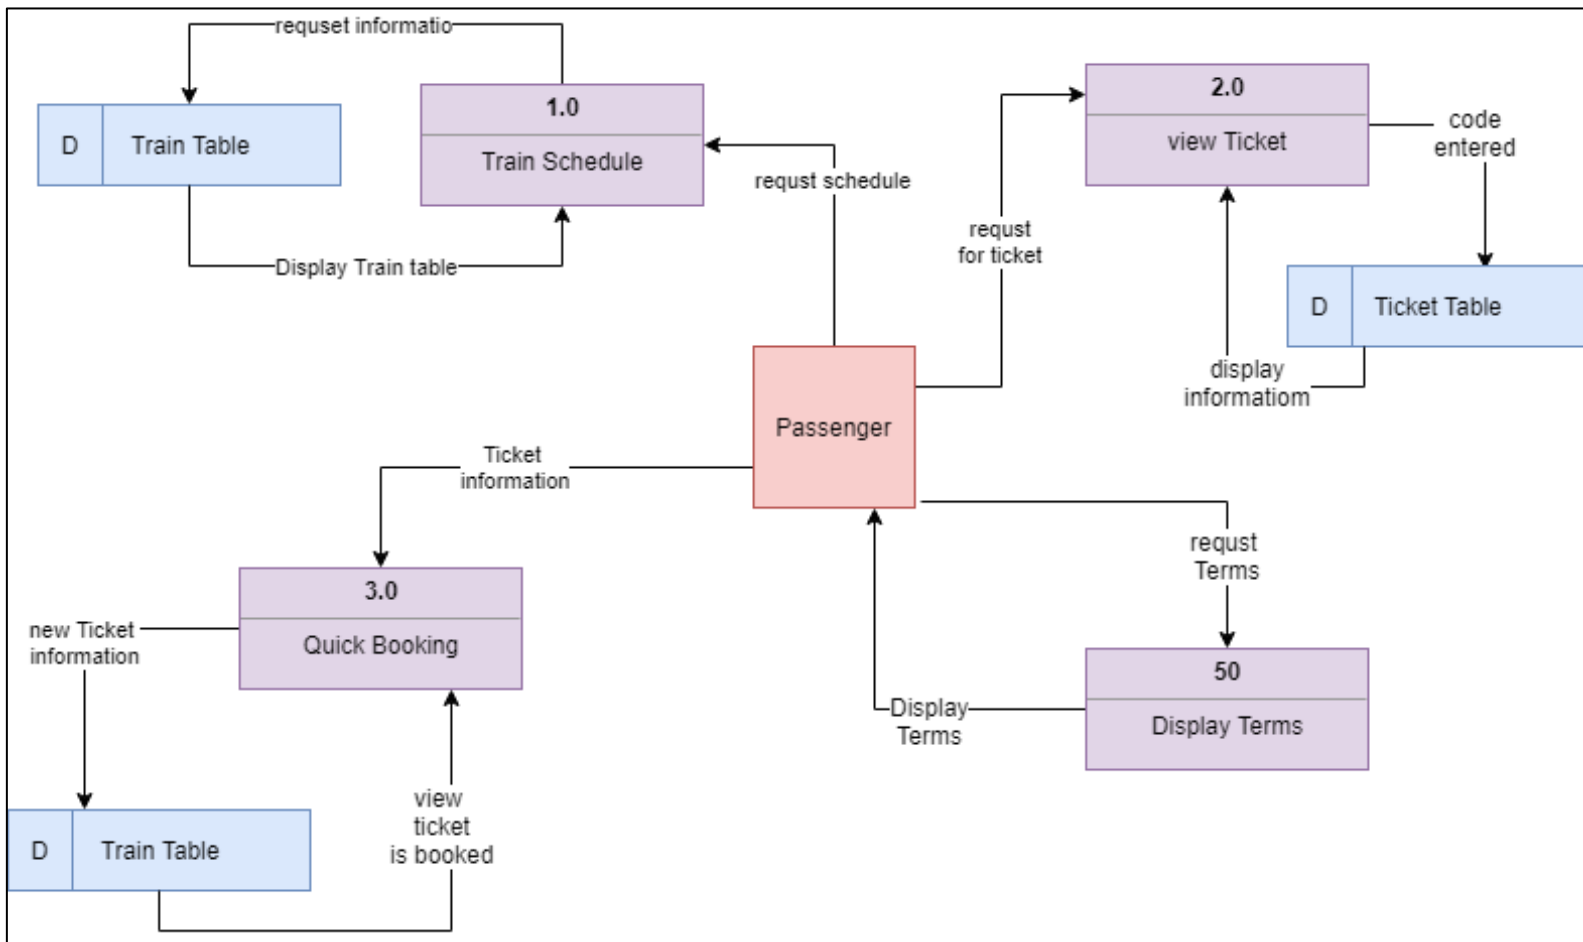 requset informatio
1.0
Train Schedule
D
Train Table
Display Train table
requst schedule
2.0
view Ticket
code
entered
requst
for ticket
D
Ticket Table
display
informatiom
Passenger
Ticket
information
3.0
Quick Booking
new Ticket
information
D
Train Table
view
ticket
is booked
requst
Terms
50
Display Terms
Display
Terms